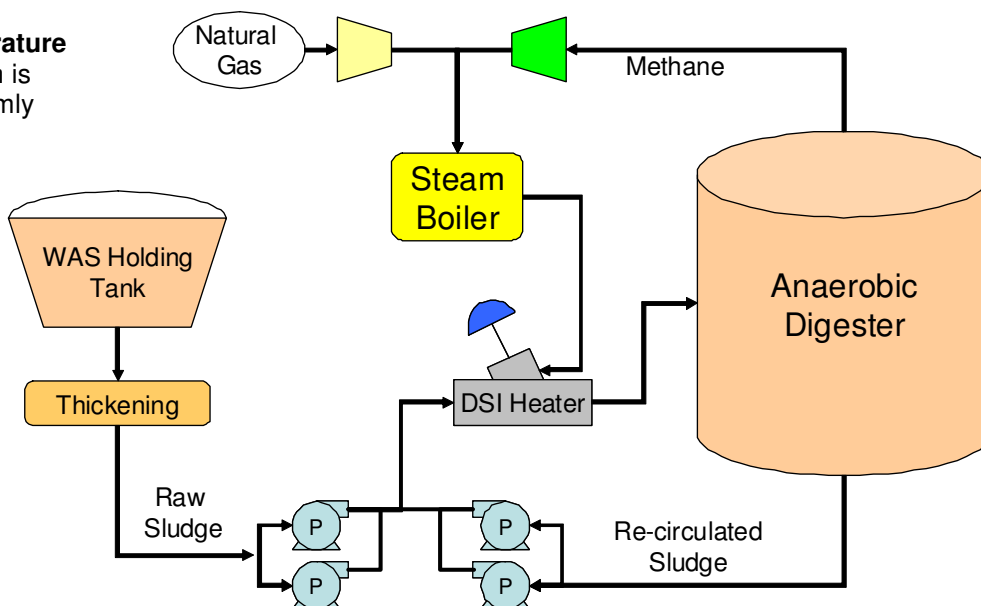 rature
n is
mly
Natural
Gas
Methane
Steam
Boiler
WAS Holding
Tank
Anaerobic
Digester
Thickening
DSI Heater
Raw
Sludge
P
P
P
P
Re-circulated
Sludge